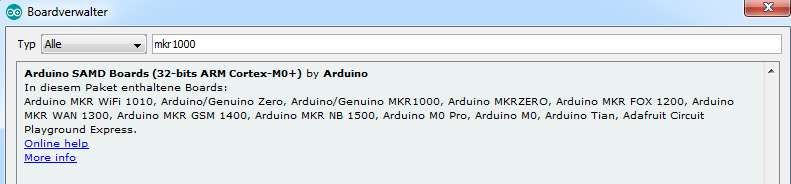 Boardverwalter
Typ Alle mkr1000
Arduino SAMD Boards (32-bits ARM Cortex-M0+) by Arduino
In diesem Paket enthaltene Boards:
Arduino MKR WiFi 1010, Arduino/Genuino Zero, Arduino/Genuino MKR1000, Arduino MKRZERO, Arduino MKR FOX 1200, Arduino
MKR WAN 1300, Arduino MKR GSM 1400, Arduino MKR NB 1500, Arduino M0 Pro, Arduino M0, Arduino Tian, Adafruit Circuit
Playground Express.
Online help
More info